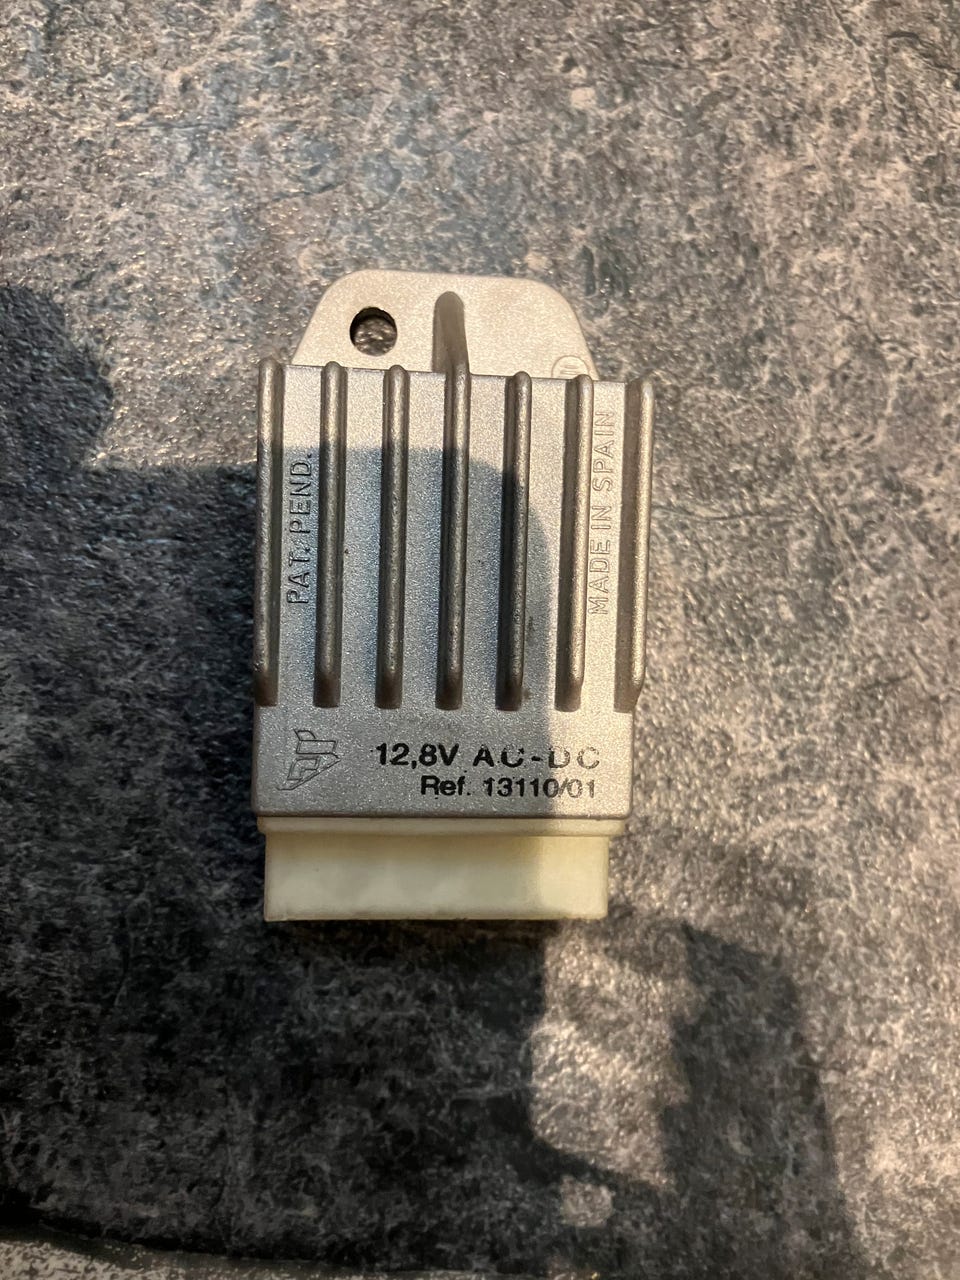 PAT. PEND.
MADE IN SPAIN
12,8V AC-DC
Ref. 13110/01